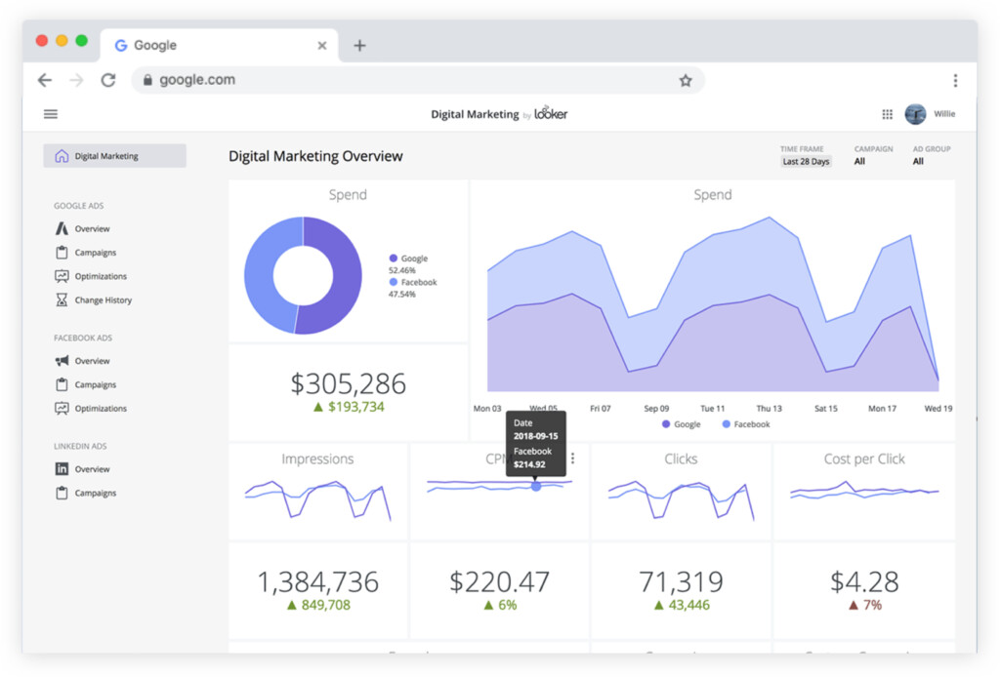 Google
google.com
Digital Marketing by looker
Willie
Digital Marketing
Digital Marketing Overview
TIME FRAME
Last 28 Days
CAMPAIGN
All
AD GROUP
All
GOOGLE ADS
Overview
Campaigns
Optimizations
Change History
FACEBOOK ADS
Overview
Campaigns
Optimizations
LINKEDIN ADS
Overview
Campaigns
Spend
Google
52.46%
Facebook
47.54%
$305,286
▲ $193,734
Spend
Mon 03 Wed 05 Fri 07 Sep 09 Tue 11 Thu 13 Sat 15 Mon 17 Wed 19
Google Facebook
Date
2018-09-15
Facebook
$214.92
Impressions
CPM
Clicks
Cost per Click
1,384,736
▲ 849,708
$220.47
▲ 6%
71,319
▲ 43,446
$4.28
▲ 7%